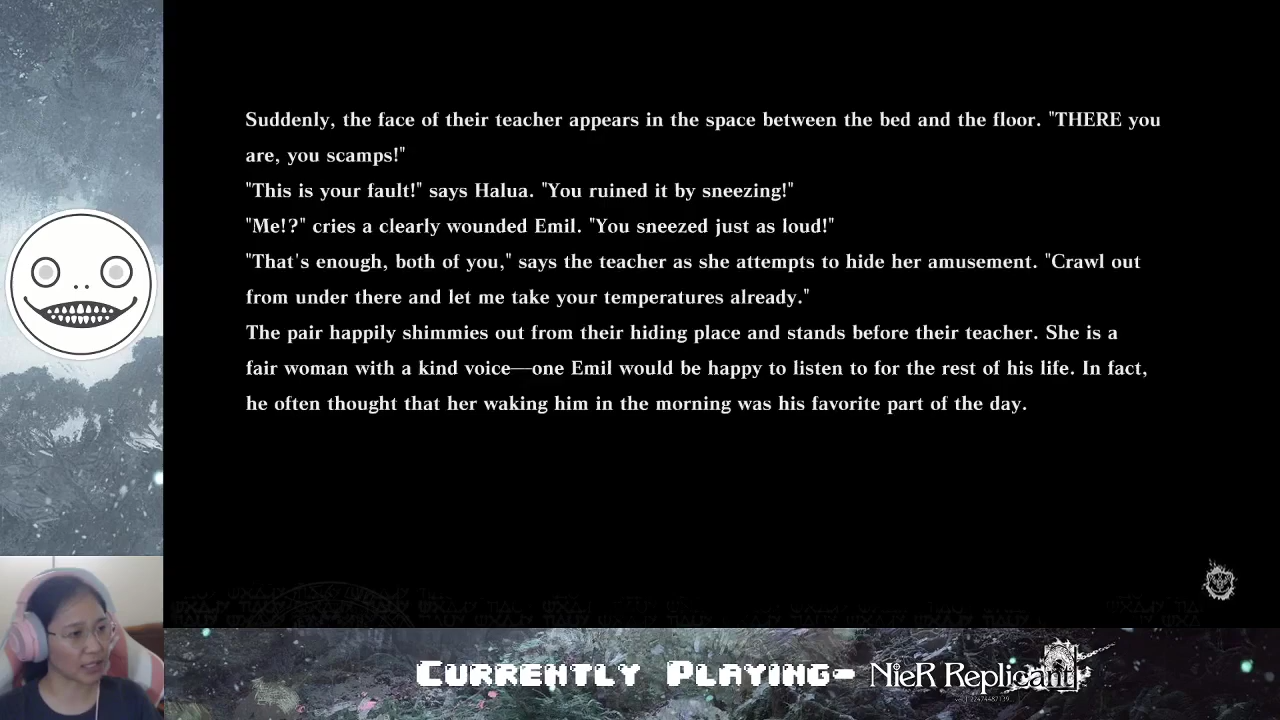 Suddenly, the face of their teacher appears in the space between the bed and the floor. "THERE you
are, you scamps!"
"This is your fault!" says Halua. "You ruined it by sneezing!"
"Me!?" cries a clearly wounded Emil. "You sneezed just as loud!"
"That's enough, both of you," says the teacher as she attempts to hide her amusement. "Crawl out
from under there and let me take your temperatures already."
The pair happily shimmies out from their hiding place and stands before their teacher. She is a
fair woman with a kind voice—one Emil would be happy to listen to for the rest of his life. In fact,
he often thought that her waking him in the morning was his favorite part of the day.
Currently Playing- NieR Replicant